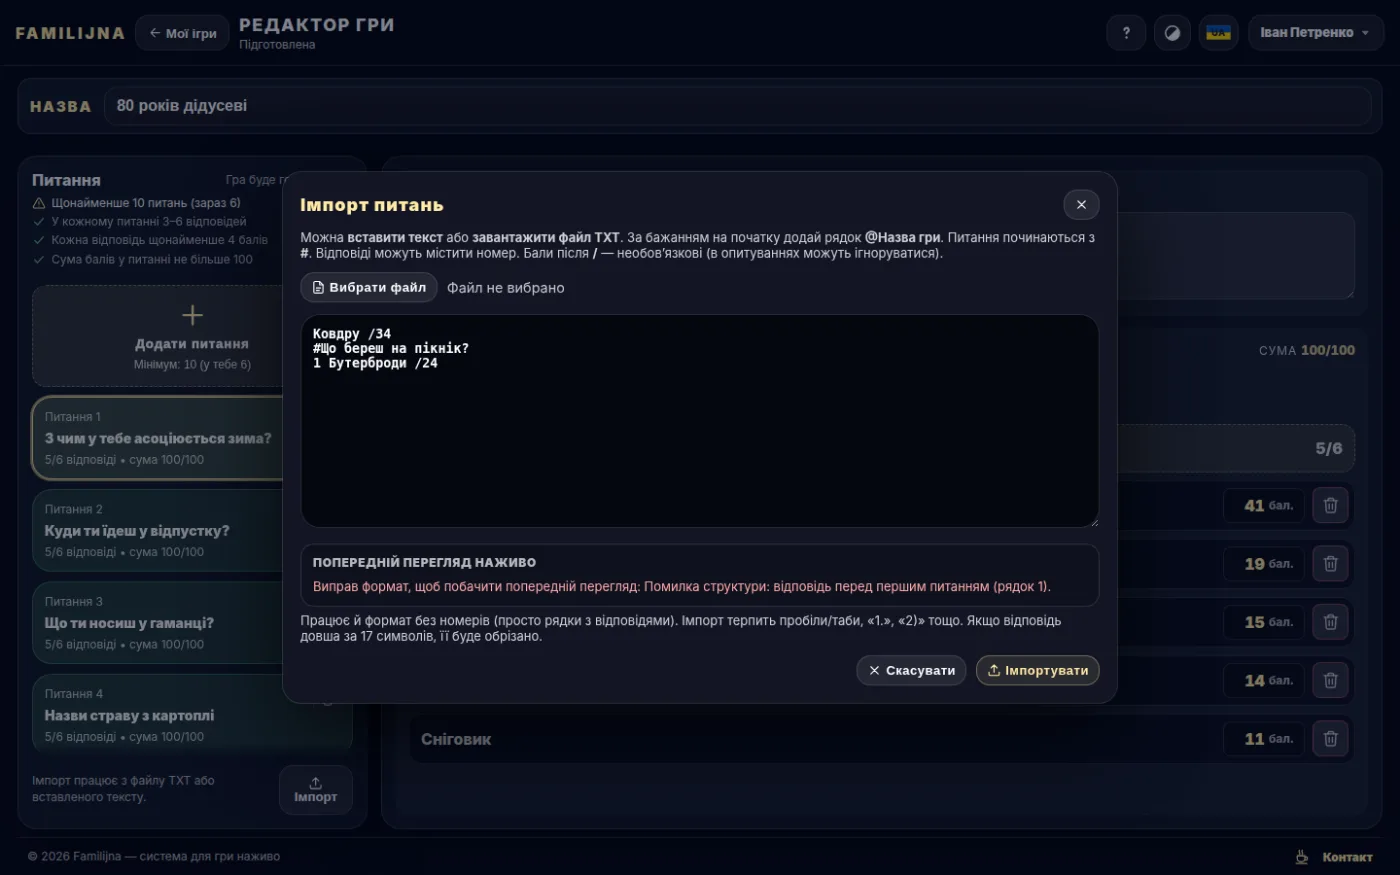 FAMILIJNA
← Мої ігри
РЕДАКТОР ГРИ
Підготовлена
?
UA
Іван Петренко
НАЗВА
80 років дідусеві
Питання
Гра буде г
Щонайменше 10 питань (зараз 6)
У кожному питанні 3–6 відповідей
Кожна відповідь щонайменше 4 балів
Сума балів у питанні не більше 100
Додати питання
Мінімум: 10 (у тебе 6)
Питання 1
З чим у тебе асоціюється зима?
5/6 відповіді • сума 100/100
Питання 2
Куди ти їдеш у відпустку?
5/6 відповіді • сума 100/100
Питання 3
Що ти носиш у гаманці?
5/6 відповіді • сума 100/100
Питання 4
Назви страву з картоплі
5/6 відповіді • сума 100/100
Імпорт працює з файлу TXT або
вставленого тексту.
Імпорт
Імпорт питань
Можна вставити текст або завантажити файл TXT. За бажанням на початку додай рядок @Назва гри. Питання починаються з
#. Відповіді можуть містити номер. Бали після / — необов’язкові (в опитуваннях можуть ігноруватися).
Вибрати файл
Файл не вибрано
Ковдру /34
#Що береш на пікнік?
1 Бутерброди /24
ПОПЕРЕДНІЙ ПЕРЕГЛЯД НАЖИВО
Виправ формат, щоб побачити попередній перегляд: Помилка структури: відповідь перед першим питанням (рядок 1).
Працює й формат без номерів (просто рядки з відповідями). Імпорт терпить пробіли/таби, «1.», «2)» тощо. Якщо відповідь
довша за 17 символів, її буде обрізано.
Скасувати
Імпортувати
СУМА 100/100
5/6
41 бал.
19 бал.
15 бал.
14 бал.
Сніговик
11 бал.
© 2026 Familijna — система для гри наживо
Контакт